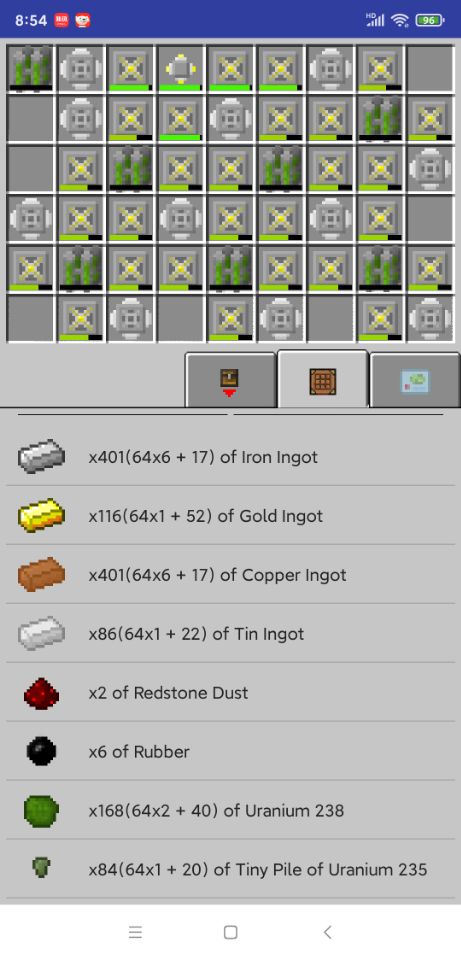 8:54
HD
96
x401(64x6 + 17) of Iron Ingot
x116(64x1 + 52) of Gold Ingot
x401(64x6 + 17) of Copper Ingot
x86(64x1 + 22) of Tin Ingot
x2 of Redstone Dust
x6 of Rubber
x168(64x2 + 40) of Uranium 238
x84(64x1 + 20) of Tiny Pile of Uranium 235